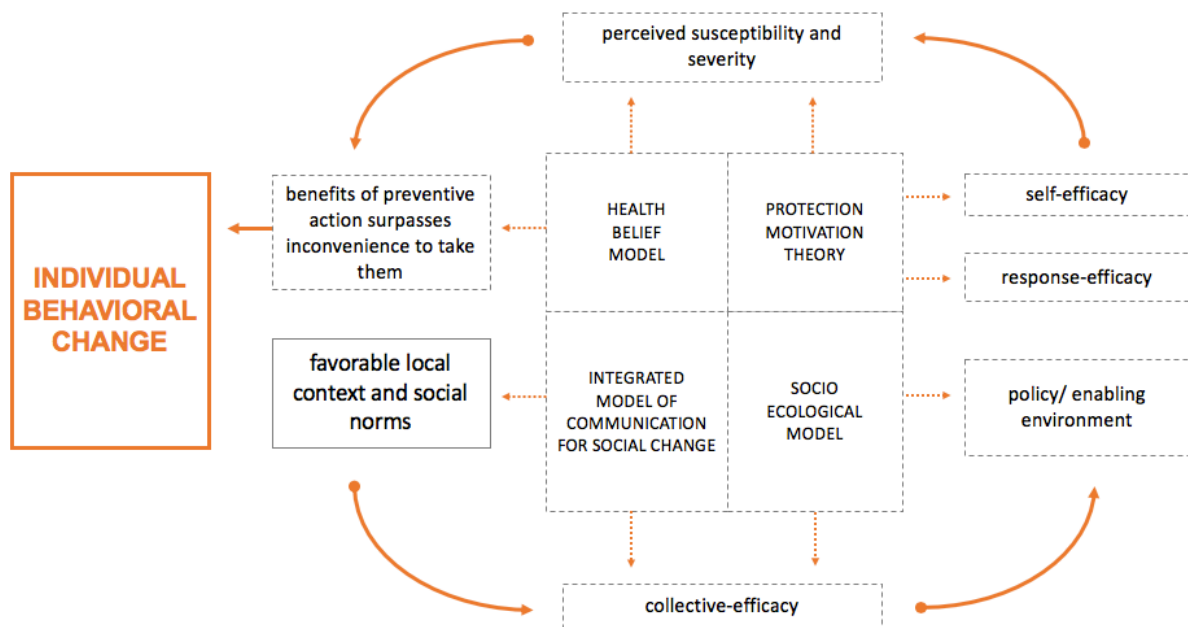 perceived susceptibility and
severity
benefits of preventive
action surpasses
inconvenience to take
them
HEALTH
BELIEF
MODEL
PROTECTION
MOTIVATION
THEORY
self-efficacy
response-efficacy
INDIVIDUAL
BEHAVIORAL
CHANGE
favorable local
context and social
norms
INTEGRATED
MODEL OF
COMMUNICATION
FOR SOCIAL CHANGE
SOCIO
ECOLOGICAL
MODEL
policy/ enabling
environment
collective-efficacy